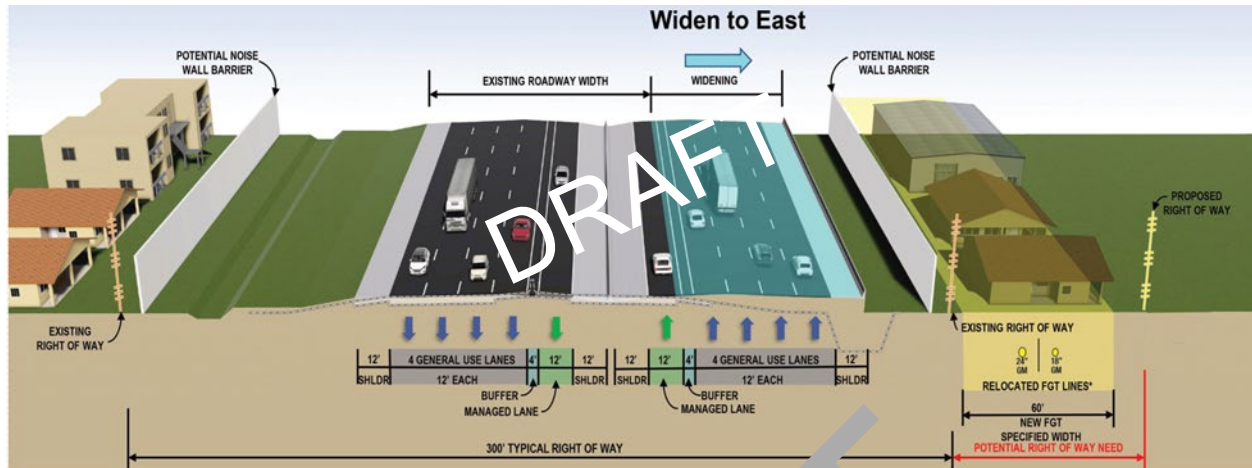 Widen to East
POTENTIAL NOISE
WALL BARRIER
EXISTING ROADWAY WIDTH
WIDENING
POTENTIAL NOISE
WALL BARRIER
DRAFT
PROPOSED
RIGHT OF WAY
EXISTING
RIGHT OF WAY
EXISTING RIGHT OF WAY
12' 4 GENERAL USE LANES 4' 12' 12'
SHLDR 12' EACH SHLDR
BUFFER
MANAGED LANE
12' 12' 4' 4 GENERAL USE LANES 12'
SHLDR 12' EACH SHLDR
BUFFER
MANAGED LANE
24" 18"
GM GM
RELOCATED FGT LINES*
60'
NEW FGT
SPECIFIED WIDTH
300' TYPICAL RIGHT OF WAY
POTENTIAL RIGHT OF WAY NEED